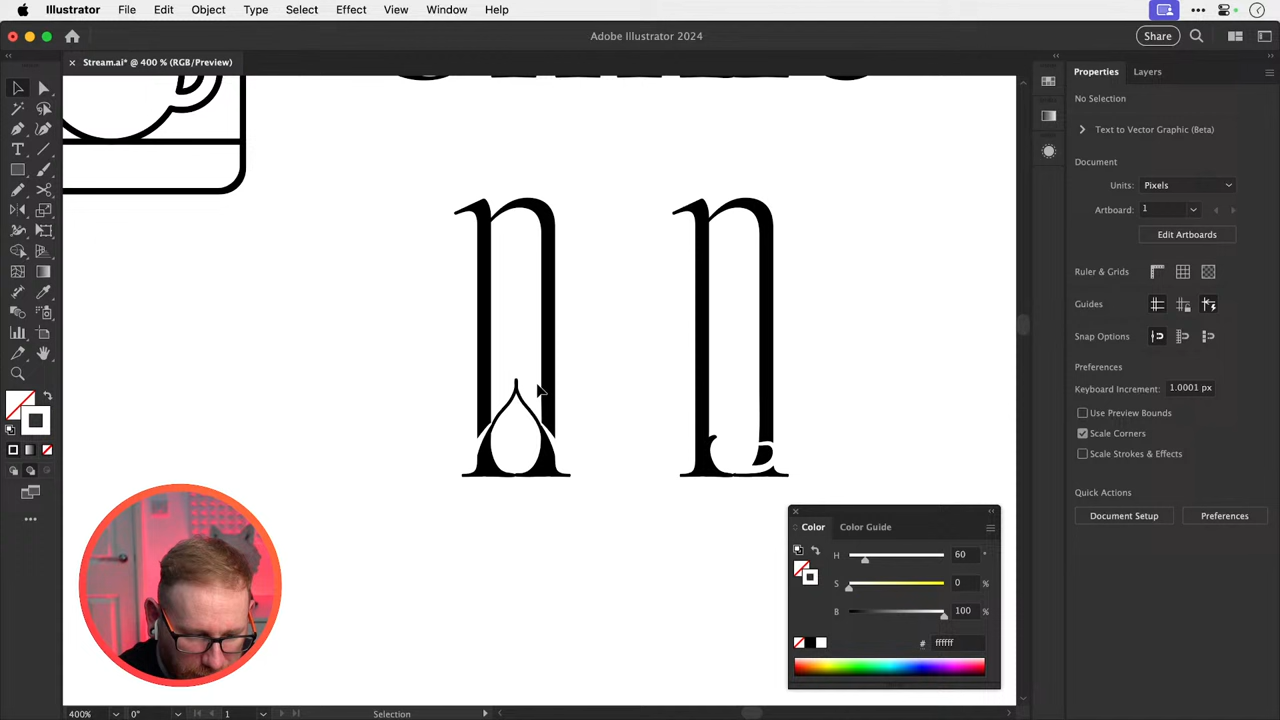 Illustrator File Edit Object Type Select Effect View Window Help
Adobe Illustrator 2024
Share
Stream.ai* @ 400 % (RGB/Preview)
Properties Layers
No Selection
Text to Vector Graphic (Beta)
Document
Units: Pixels
Artboard: 1
Edit Artboards
Ruler & Grids
Guides
Snap Options
Preferences
Keyboard Increment: 1.0001 px
Use Preview Bounds
Scale Corners
Scale Strokes & Effects
Quick Actions
Document Setup Preferences
n n
Color Color Guide
H 60 °
S 0 %
B 100 %
# ffffff
400% 0° 1 Selection